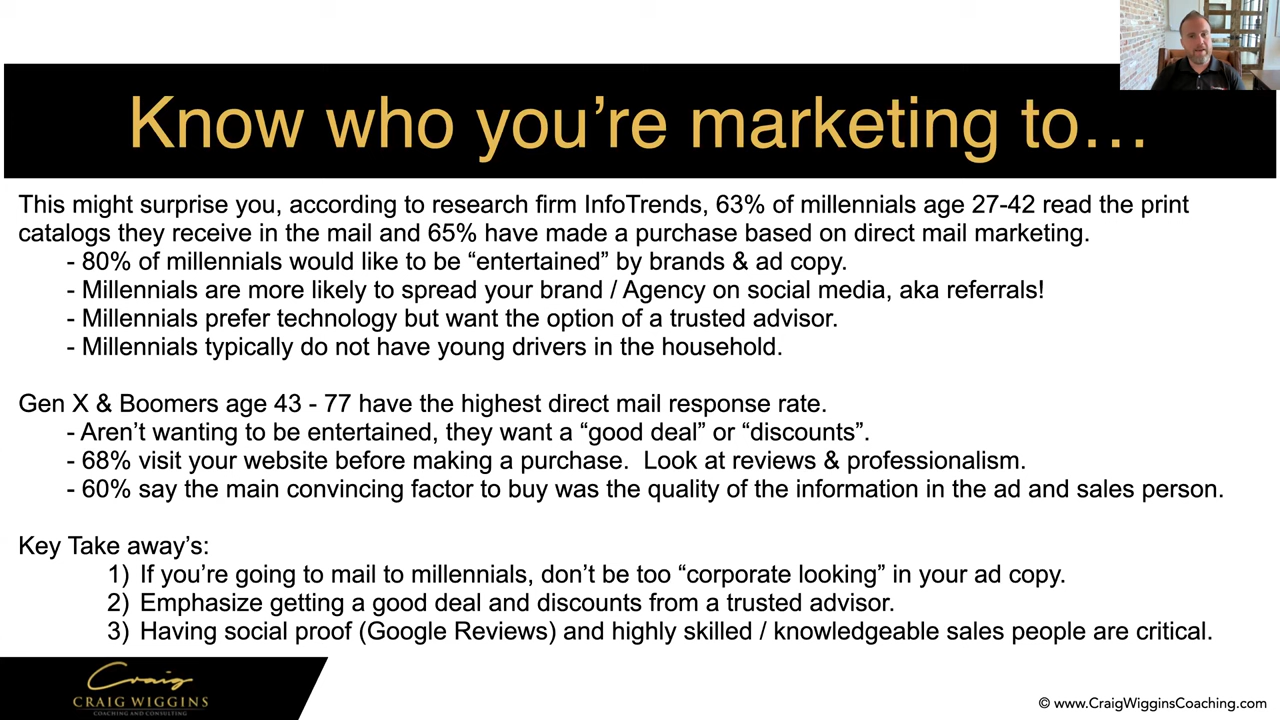 Know who you’re marketing to…
This might surprise you, according to research firm InfoTrends, 63% of millennials age 27-42 read the print
catalogs they receive in the mail and 65% have made a purchase based on direct mail marketing.
- 80% of millennials would like to be “entertained” by brands & ad copy.
- Millennials are more likely to spread your brand / Agency on social media, aka referrals!
- Millennials prefer technology but want the option of a trusted advisor.
- Millennials typically do not have young drivers in the household.
Gen X & Boomers age 43 - 77 have the highest direct mail response rate.
- Aren’t wanting to be entertained, they want a “good deal” or “discounts”.
- 68% visit your website before making a purchase.  Look at reviews & professionalism.
- 60% say the main convincing factor to buy was the quality of the information in the ad and sales person.
Key Take away’s:
1) If you’re going to mail to millennials, don’t be too “corporate looking” in your ad copy.
2) Emphasize getting a good deal and discounts from a trusted advisor.
3) Having social proof (Google Reviews) and highly skilled / knowledgeable sales people are critical.
Craig
CRAIG WIGGINS
COACHING AND CONSULTING
© www.CraigWigginsCoaching.com